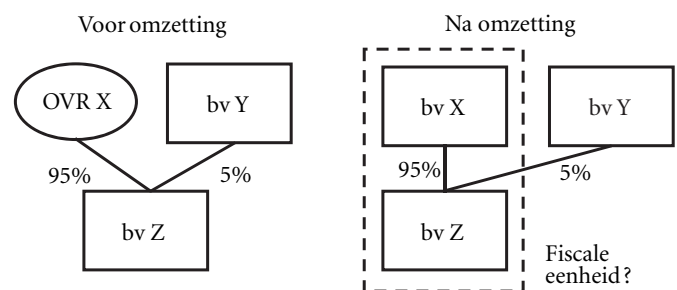 Voor omzetting
OVR X
bv Y
95%
5%
bv Z
Na omzetting
bv X
bv Y
95%
5%
bv Z
Fiscale
eenheid?